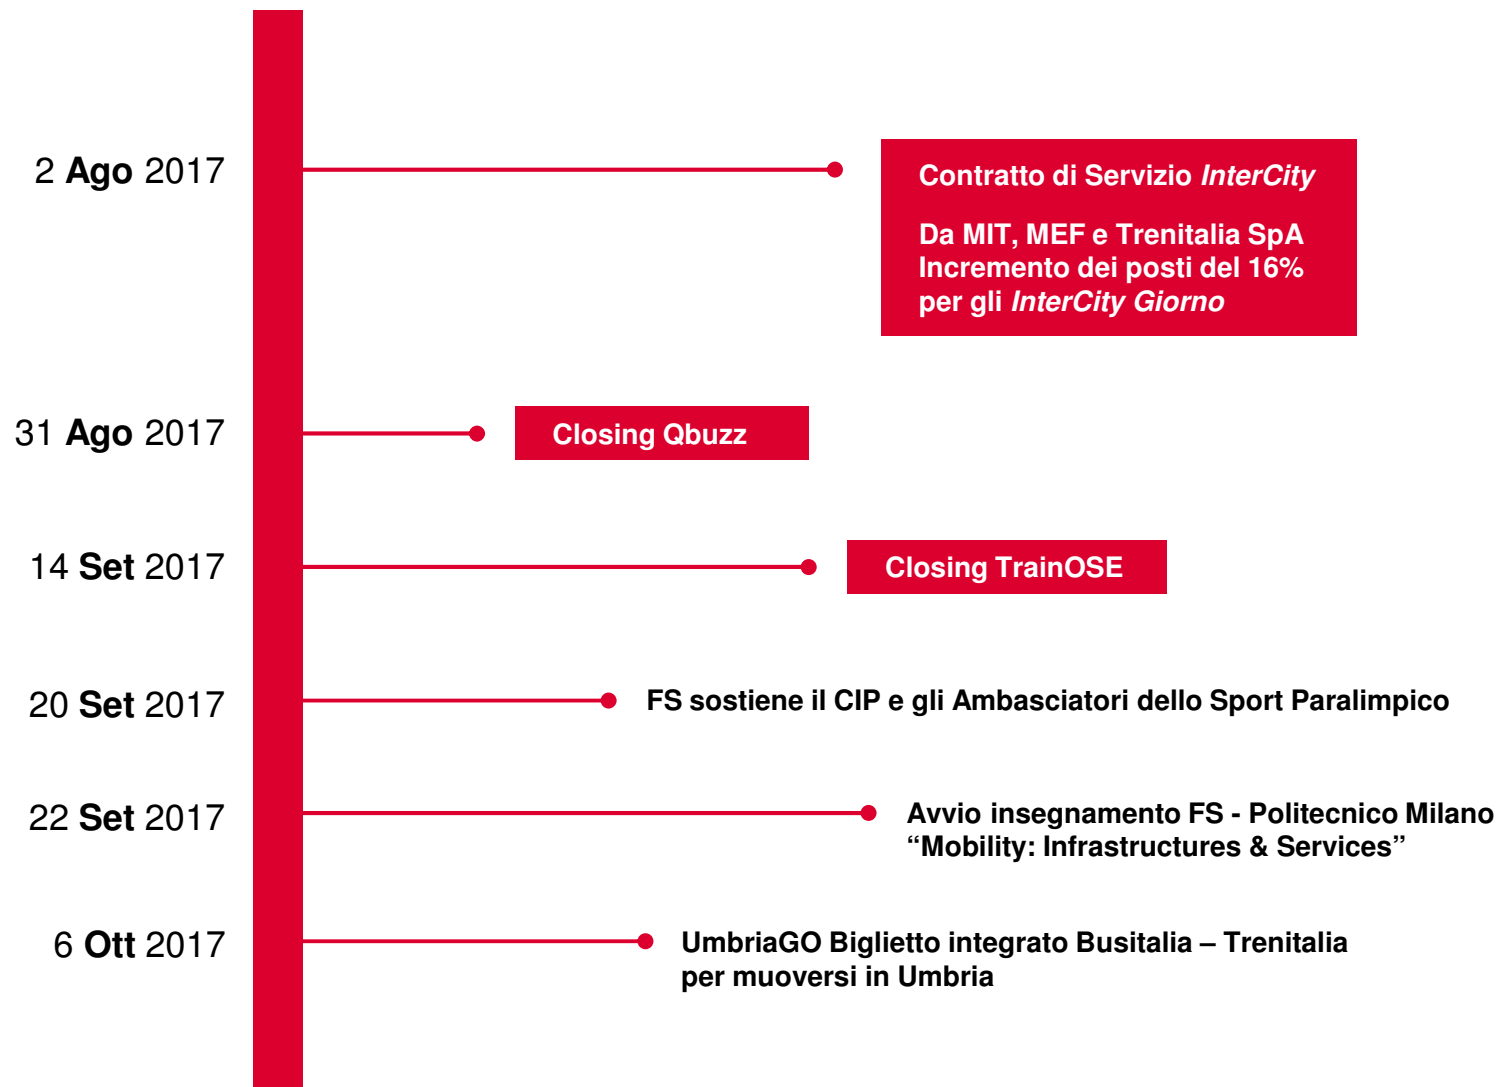 2 Ago 2017
Contratto di Servizio InterCity
Da MIT, MEF e Trenitalia SpA
Incremento dei posti del 16%
per gli InterCity Giorno
31 Ago 2017
Closing Qbuzz
14 Set 2017
Closing TrainOSE
20 Set 2017
FS sostiene il CIP e gli Ambasciatori dello Sport Paralimpico
22 Set 2017
Avvio insegnamento FS - Politecnico Milano
“Mobility: Infrastructures & Services”
6 Ott 2017
UmbriaGO Biglietto integrato Busitalia – Trenitalia
per muoversi in Umbria